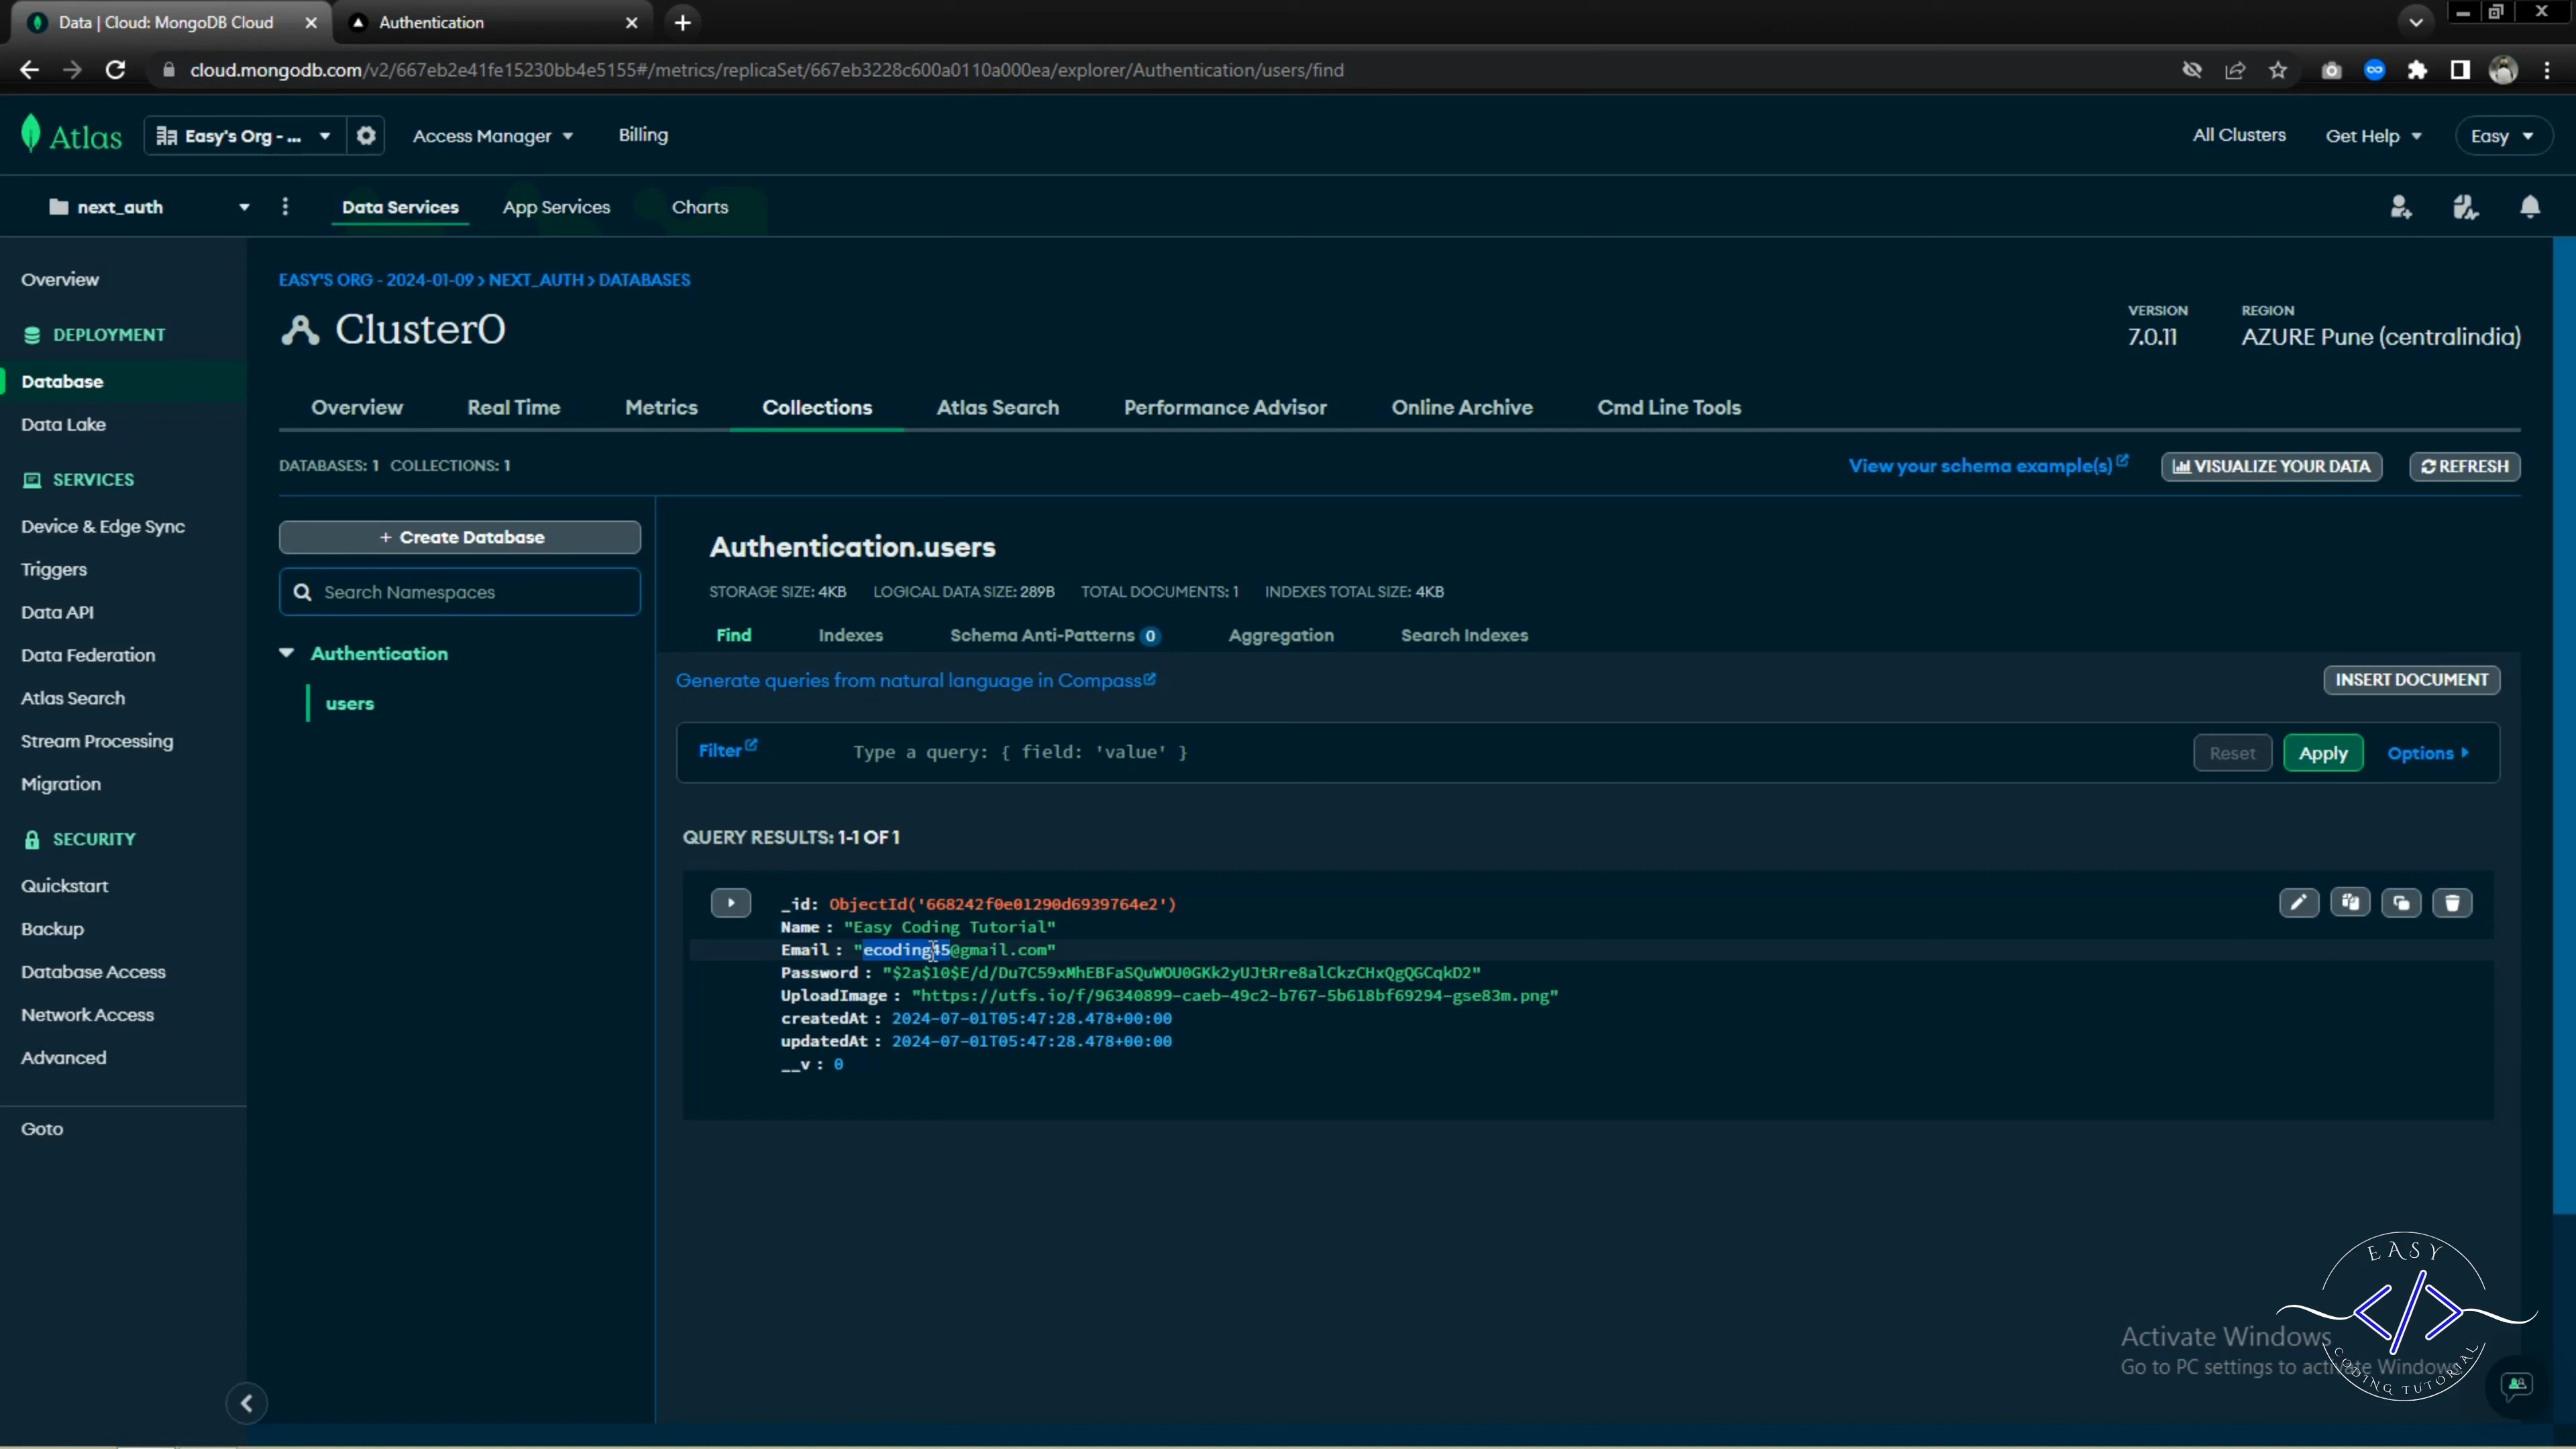 Data | Cloud: MongoDB Cloud
Authentication
cloud.mongodb.com/v2/667eb2e41fe15230bb4e5155#/metrics/replicaSet/667eb3228c600a0110a000ea/explorer/Authentication/users/find
Atlas
Easy's Org - ...
Access Manager
Billing
All Clusters
Get Help
Easy
next_auth
Data Services
App Services
Charts
Overview
DEPLOYMENT
Database
Data Lake
SERVICES
Device & Edge Sync
Triggers
Data API
Data Federation
Atlas Search
Stream Processing
Migration
SECURITY
Quickstart
Backup
Database Access
Network Access
Advanced
Goto
EASY'S ORG - 2024-01-09 > NEXT_AUTH > DATABASES
Cluster0
VERSION
7.0.11
REGION
AZURE Pune (centralindia)
Overview
Real Time
Metrics
Collections
Atlas Search
Performance Advisor
Online Archive
Cmd Line Tools
DATABASES: 1 COLLECTIONS: 1
View your schema example(s)
VISUALIZE YOUR DATA
REFRESH
+ Create Database
Search Namespaces
Authentication
users
Authentication.users
STORAGE SIZE: 4KB LOGICAL DATA SIZE: 289B TOTAL DOCUMENTS: 1 INDEXES TOTAL SIZE: 4KB
Find
Indexes
Schema Anti-Patterns 0
Aggregation
Search Indexes
Generate queries from natural language in Compass
INSERT DOCUMENT
Filter
Type a query: { field: 'value' }
Reset
Apply
Options
QUERY RESULTS: 1-1 OF 1
_id: ObjectId('668242f0e01290d6939764e2')
Name : "Easy Coding Tutorial"
Email : "ecoding45@gmail.com"
Password : "$2a$10$E/d/Du7C59xMhEBFaSQuWOU0GKk2yUJtRre8alCkzCHxQgQGCqkD2"
UploadImage : "https://utfs.io/f/96340899-caeb-49c2-b767-5b618bf69294-gse83m.png"
createdAt : 2024-07-01T05:47:28.478+00:00
updatedAt : 2024-07-01T05:47:28.478+00:00
__v : 0
Activate Windows
Go to PC settings to activate Windows.
EASY
</>
CODING TUTORIAL